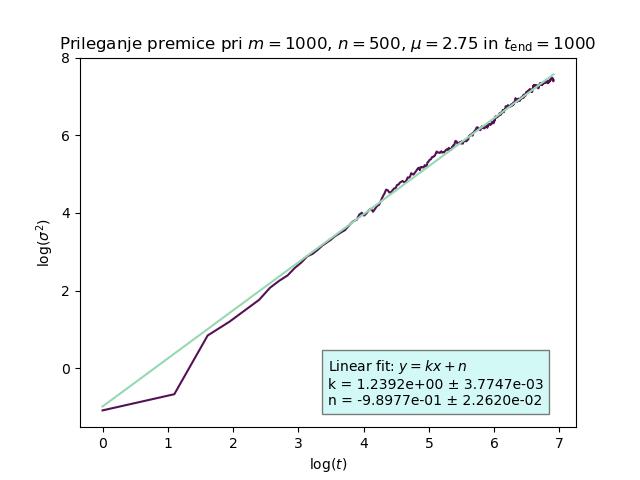 Prileganje premice pri m = 1000, n = 500, μ = 2.75 in t_end = 1000
8
6
4
2
0
log(σ²)
Linear fit: y = kx + n
k = 1.2392e+00 ± 3.7747e-03
n = -9.8977e-01 ± 2.2620e-02
0 1 2 3 4 5 6 7
log(t)